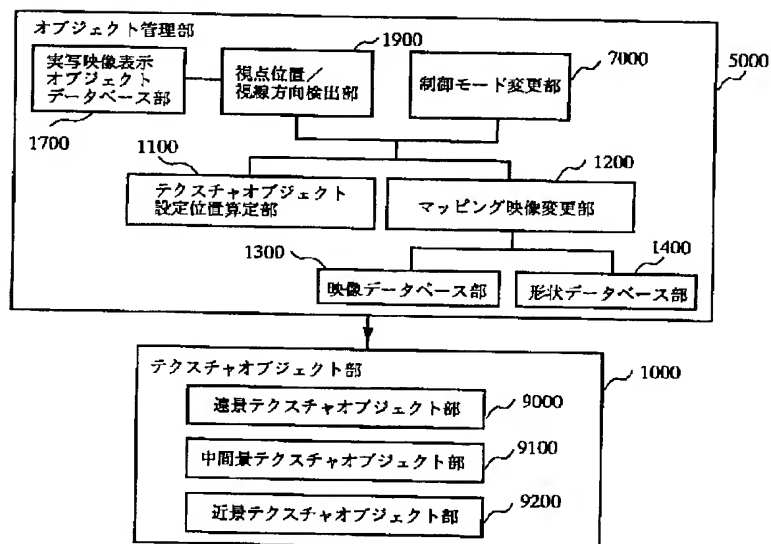 オブジェクト管理部
実写映像表示
オブジェクト
データベース部
1700
視点位置／
視線方向検出部
1900
制御モード変更部
7000
5000
1100
テクスチャオブジェクト
設定位置算定部
1200
マッピング映像変更部
1300
映像データベース部
1400
形状データベース部
テクスチャオブジェクト部
1000
遠景テクスチャオブジェクト部
9000
中間景テクスチャオブジェクト部
9100
近景テクスチャオブジェクト部
9200